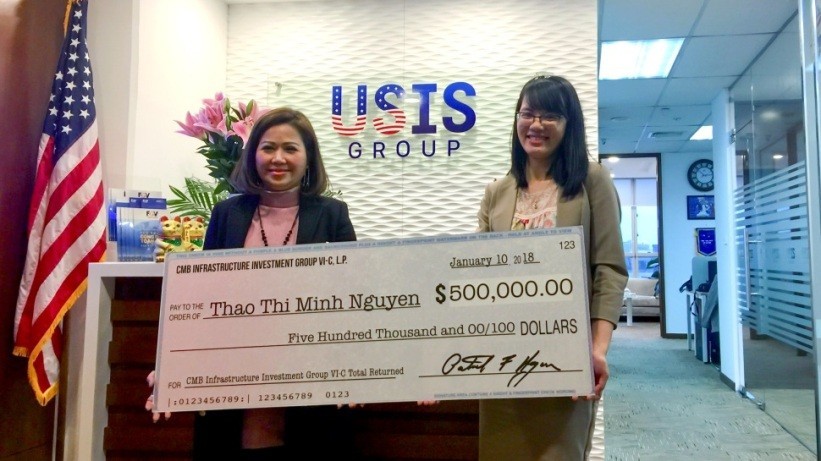 USIS
GROUP
CMB INFRASTRUCTURE INVESTMENT GROUP VI-C, L.P.
123
January 10 2018
PAY TO THE
ORDER OF Thao Thi Minh Nguyen $500,000.00
Five Hundred Thousand and 00/100 DOLLARS
FOR CMB Infrastructure Investment Group VI-C Total Returned
|:0123456789:| 123456789 0123